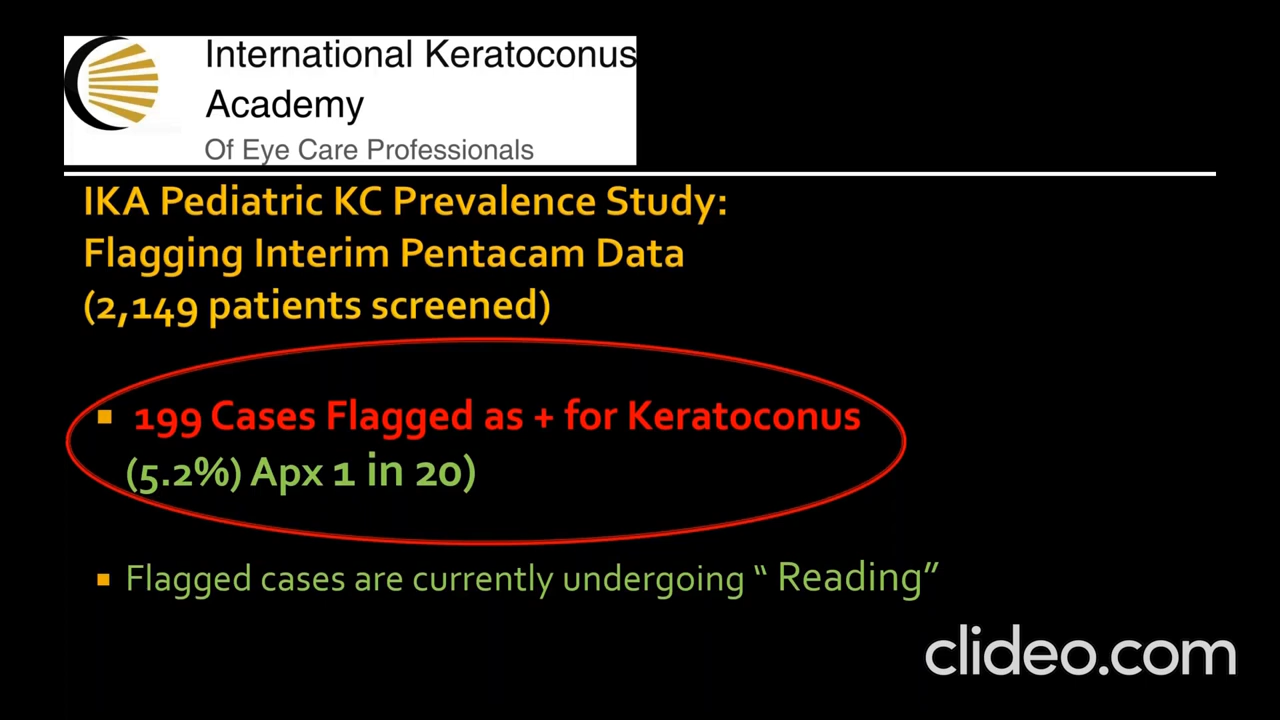 International Keratoconus
Academy
Of Eye Care Professionals
IKA Pediatric KC Prevalence Study:
Flagging Interim Pentacam Data
(2,149 patients screened)
199 Cases Flagged as + for Keratoconus
(5.2%) Apx 1 in 20)
Flagged cases are currently undergoing “ Reading”
clideo.com